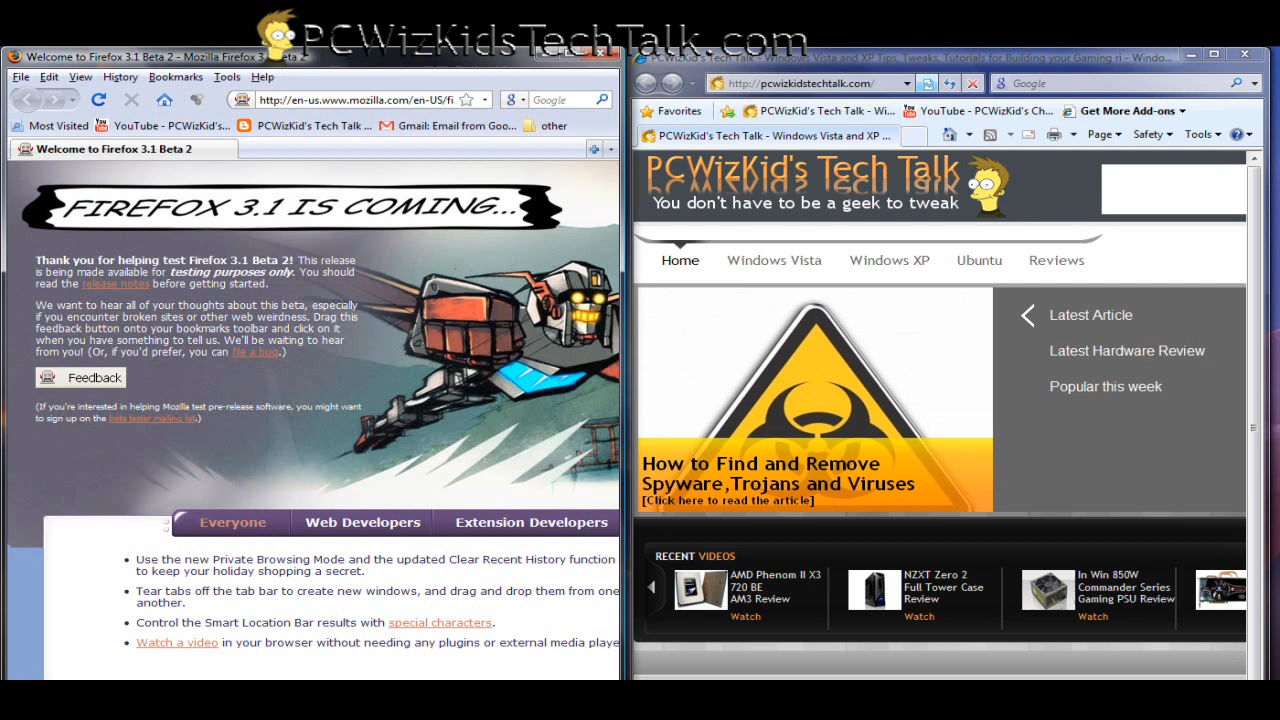 PCWizKidsTechTalk.com
Welcome to Firefox 3.1 Beta 2 - Mozilla Firefox 3.1 Beta 2
File Edit View History Bookmarks Tools Help
http://en-us.www.mozilla.com/en-US/fi
Google
Most Visited YouTube - PCWizKid's... PCWizKid's Tech Talk ... Gmail: Email from Goo... other
Welcome to Firefox 3.1 Beta 2
FIREFOX 3.1 IS COMING...
Thank you for helping test Firefox 3.1 Beta 2! This release
is being made available for testing purposes only. You should
read the release notes before getting started.
We want to hear all of your thoughts about this beta, especially
if you encounter broken sites or other web weirdness. Drag this
feedback button onto your bookmarks toolbar and click on it
when you have something to tell us. We'll be waiting to hear
from you! (Or, if you'd prefer, you can file a bug.)
Feedback
(If you're interested in helping Mozilla test pre-release software, you might want
to sign up on the beta tester mailing list.)
Everyone Web Developers Extension Developers
• Use the new Private Browsing Mode and the updated Clear Recent History function
to keep your holiday shopping a secret.
• Tear tabs off the tab bar to create new windows, and drag and drop them from one
another.
• Control the Smart Location Bar results with special characters.
• Watch a video in your browser without needing any plugins or external media playe
PCWizKid's Tech Talk - Windows Vista and XP Tips, Tweaks, Tutorials for Building your Gaming ri - Windo...
http://pcwizkidstechtalk.com/
Google
Favorites PCWizKid's Tech Talk - Wi... YouTube - PCWizKid's Ch... Get More Add-ons
PCWizKid's Tech Talk - Windows Vista and XP ...
Page Safety Tools
PCWizKid's Tech Talk
You don't have to be a geek to tweak
Home Windows Vista Windows XP Ubuntu Reviews
Latest Article
Latest Hardware Review
Popular this week
How to Find and Remove
Spyware,Trojans and Viruses
[Click here to read the article]
RECENT VIDEOS
AMD Phenom II X3
720 BE
AM3 Review
Watch
NZXT Zero 2
Full Tower Case
Review
Watch
In Win 850W
Commander Series
Gaming PSU Review
Watch